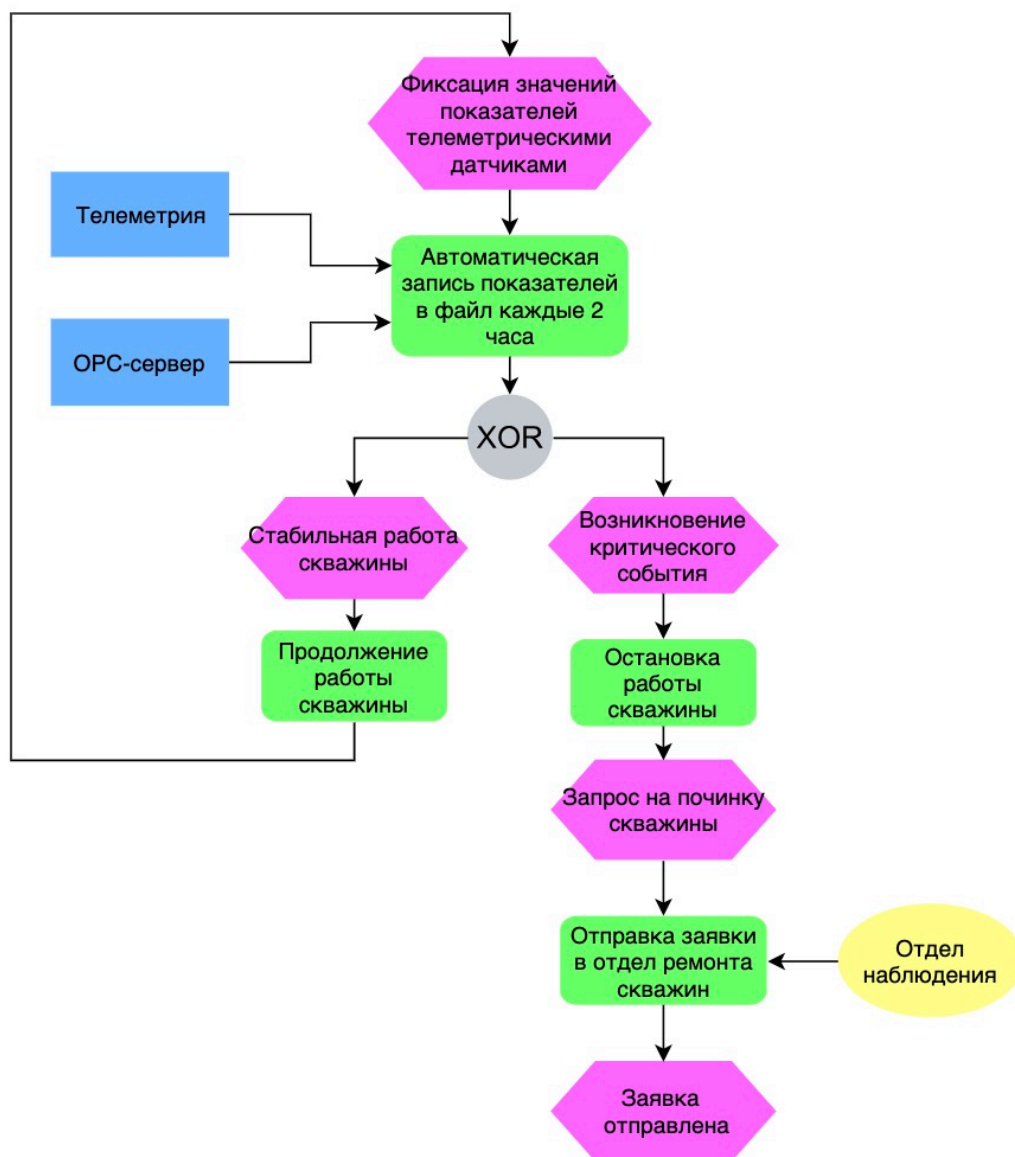 Фиксация значений
показателей
телеметрическими
датчиками
Телеметрия
Автоматическая
запись показателей
в файл каждые 2
часа
OPC-сервер
XOR
Стабильная работа
скважины
Возникновение
критического
события
Продолжение
работы
скважины
Остановка
работы
скважины
Запрос на починку
скважины
Отправка заявки
в отдел ремонта
скважин
Отдел
наблюдения
Заявка
отправлена